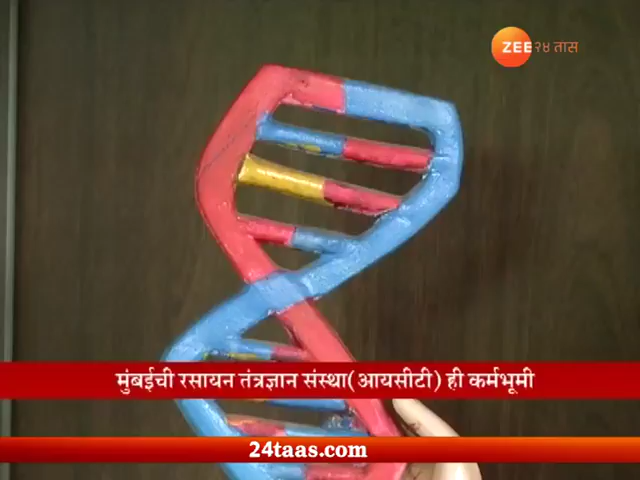 ZEE २४ तास
मुंबईची रसायन तंत्रज्ञान संस्था(आयसीटी) ही कर्मभूमी
24taas.com